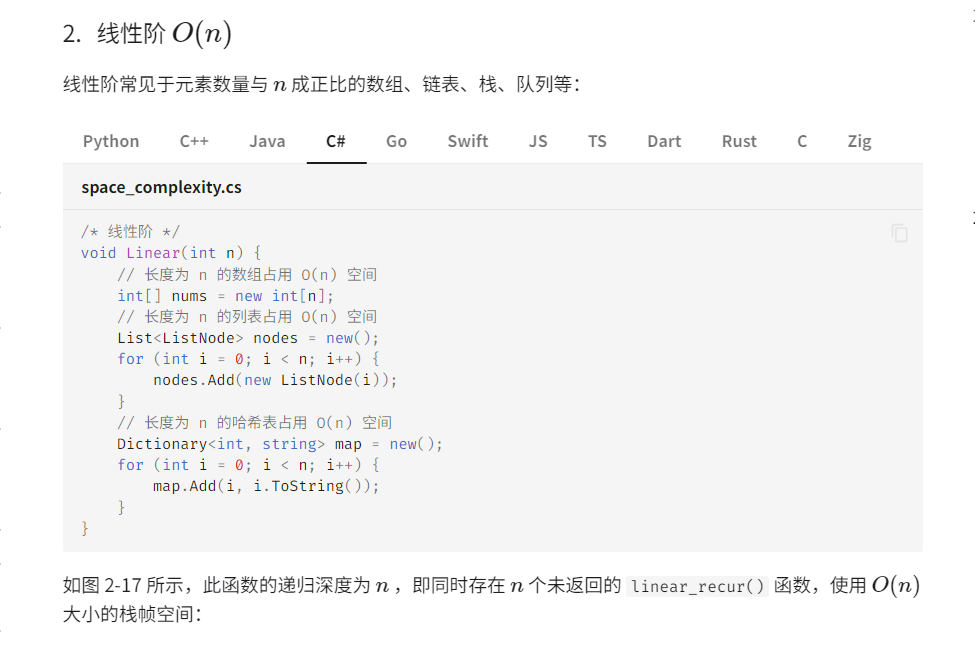 2. 线性阶 O(n)
线性阶常见于元素数量与 n 成正比的数组、链表、栈、队列等：
Python C++ Java C# Go Swift JS TS Dart Rust C Zig
space_complexity.cs
/* 线性阶 */
void Linear(int n) {
    // 长度为 n 的数组占用 O(n) 空间
    int[] nums = new int[n];
    // 长度为 n 的列表占用 O(n) 空间
    List<ListNode> nodes = new();
    for (int i = 0; i < n; i++) {
        nodes.Add(new ListNode(i));
    }
    // 长度为 n 的哈希表占用 O(n) 空间
    Dictionary<int, string> map = new();
    for (int i = 0; i < n; i++) {
        map.Add(i, i.ToString());
    }
}
如图 2-17 所示，此函数的递归深度为 n ，即同时存在 n 个未返回的 linear_recur() 函数，使用 O(n)
大小的栈帧空间：